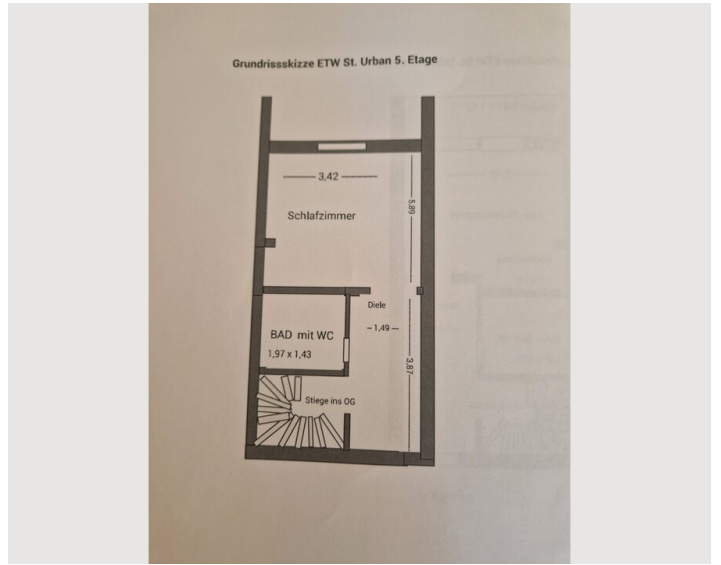 Grundrissskizze ETW St. Urban 5. Etage
3,42
Schlafzimmer
5,89
Diele
1,49
BAD mit WC
1,97 x 1,43
3,87
Stiege ins OG